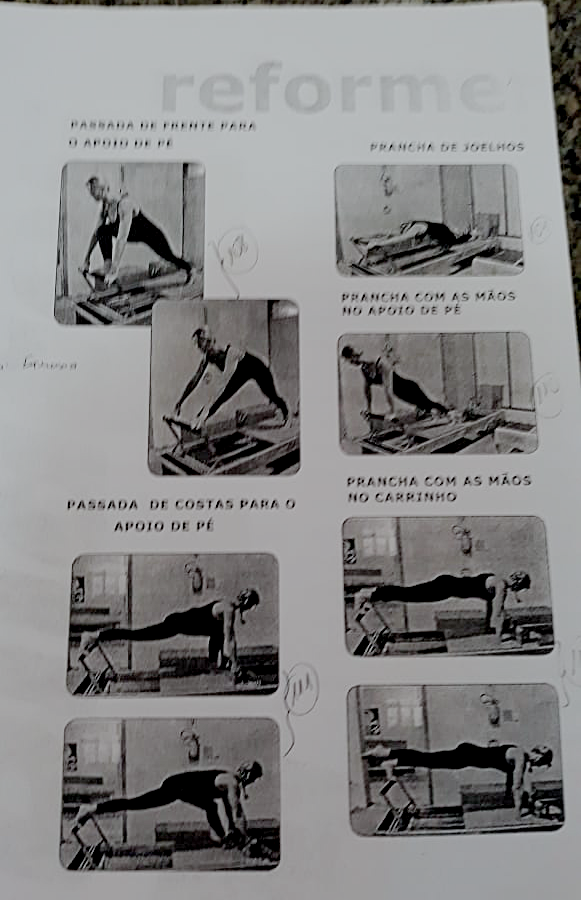 reformer
PASSADA DE FRENTE PARA
O APOIO DE PÉ
PASSADA DE COSTAS PARA O
APOIO DE PÉ
PRANCHA DE JOELHOS
PRANCHA COM AS MÃOS
NO APOIO DE PÉ
PRANCHA COM AS MÃOS
NO CARRINHO